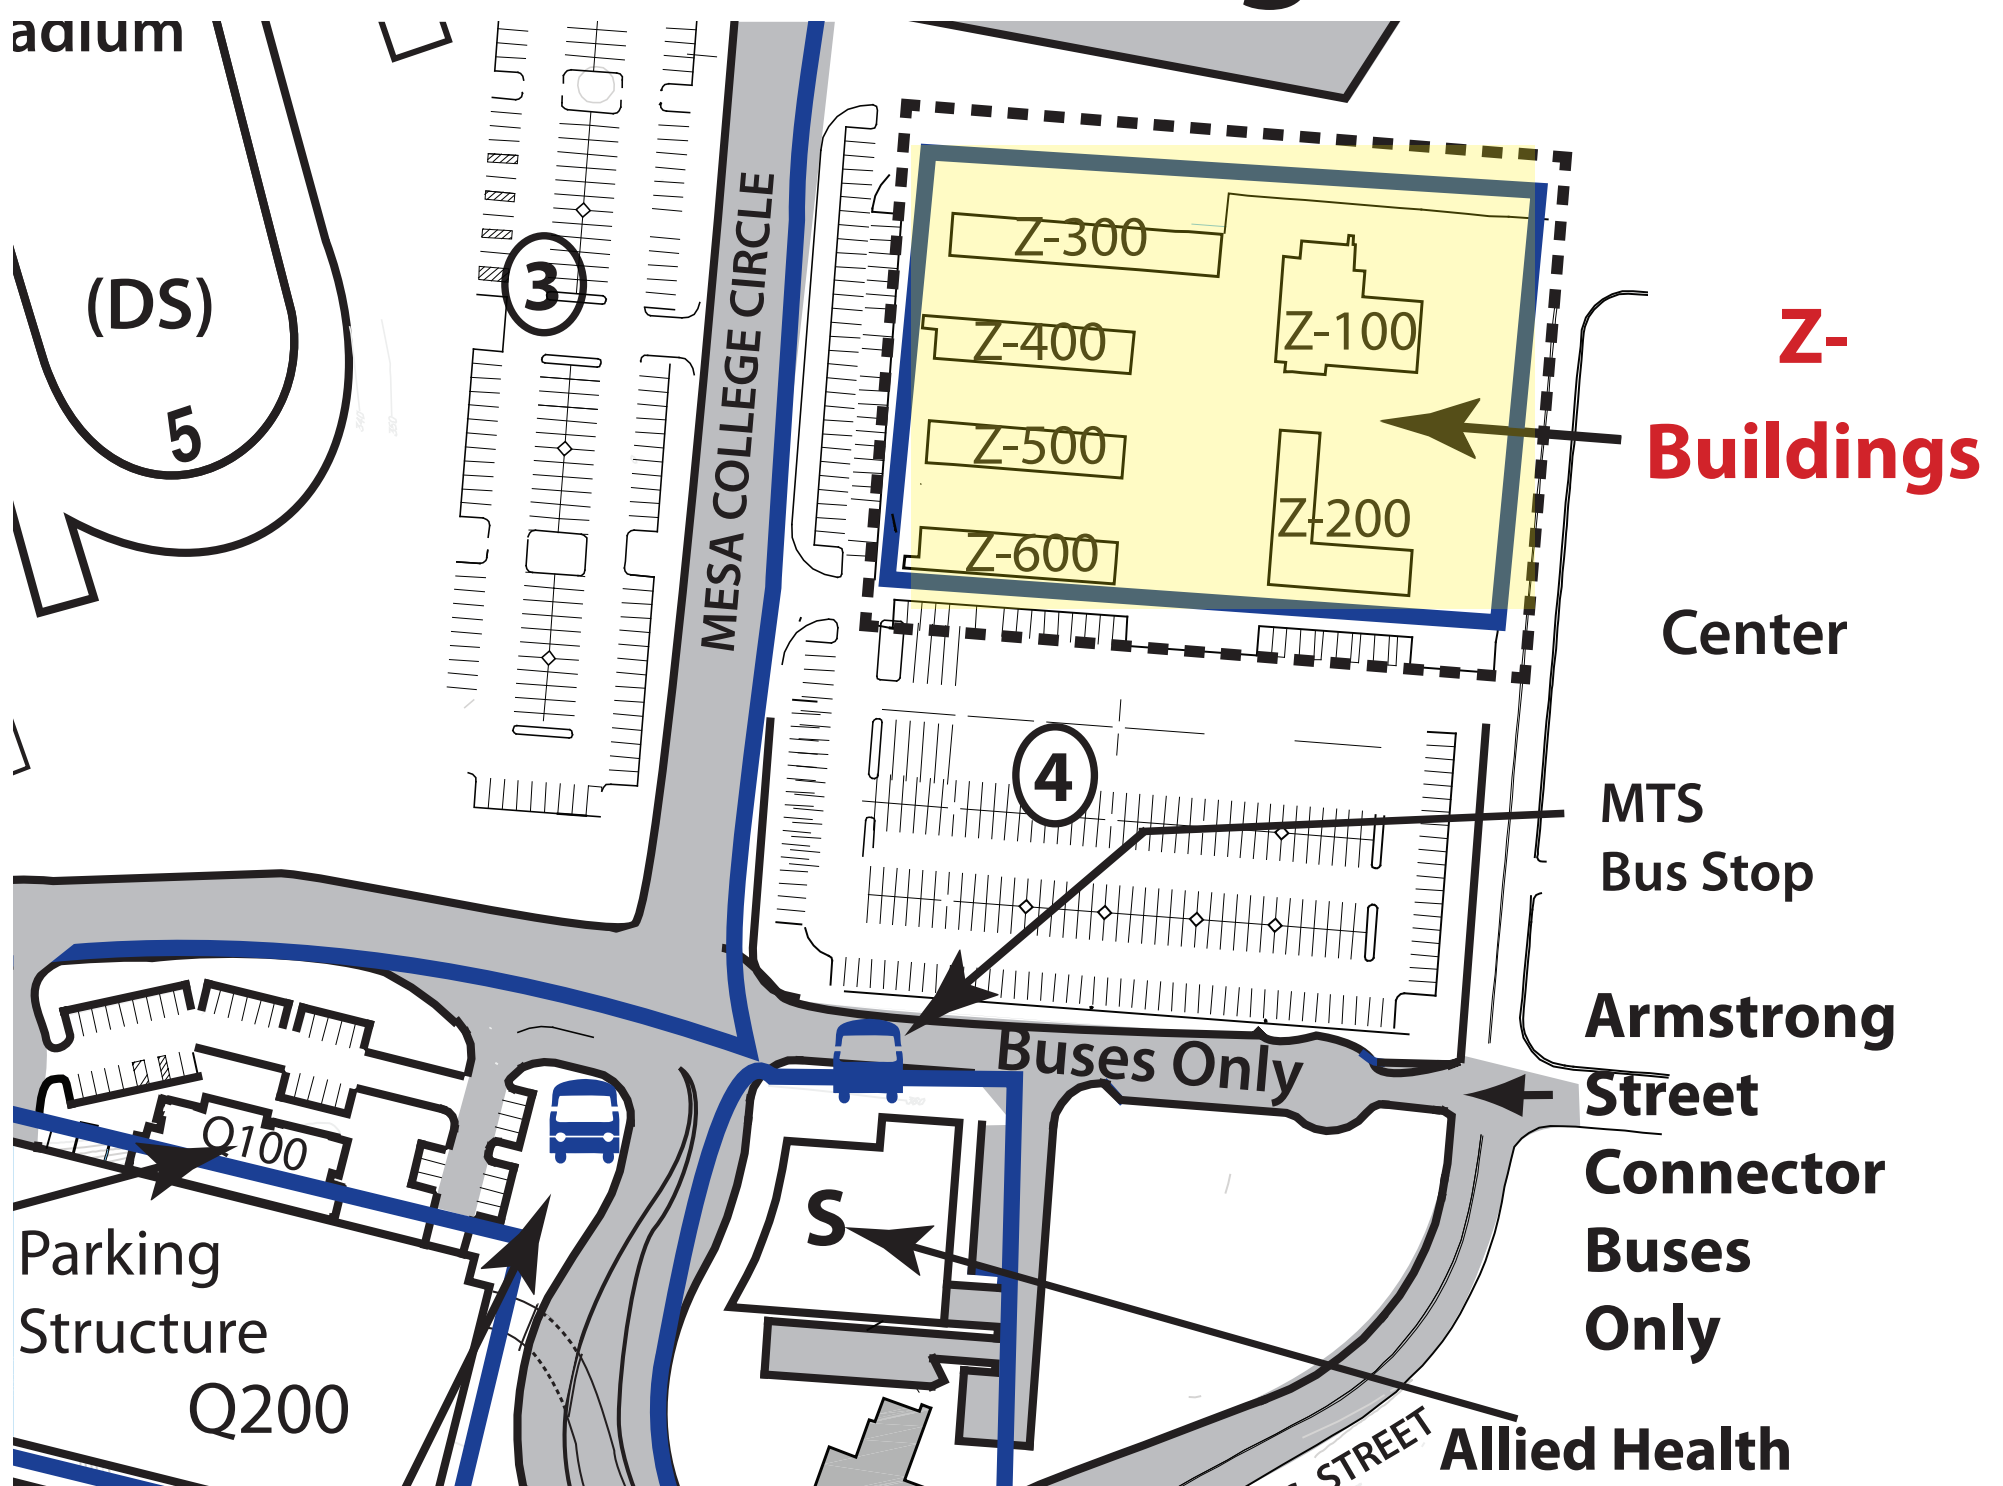 adium
(DS)
5
3
MESA COLLEGE CIRCLE
Z-300
Z-100
Z-400
Z-500
Z-200
Z-600
Z-
Buildings
Center
4
MTS
Bus Stop
Buses Only
Armstrong
Street
Connector
Buses
Only
Q100
Parking
Structure
Q200
S
STREET
Allied Health